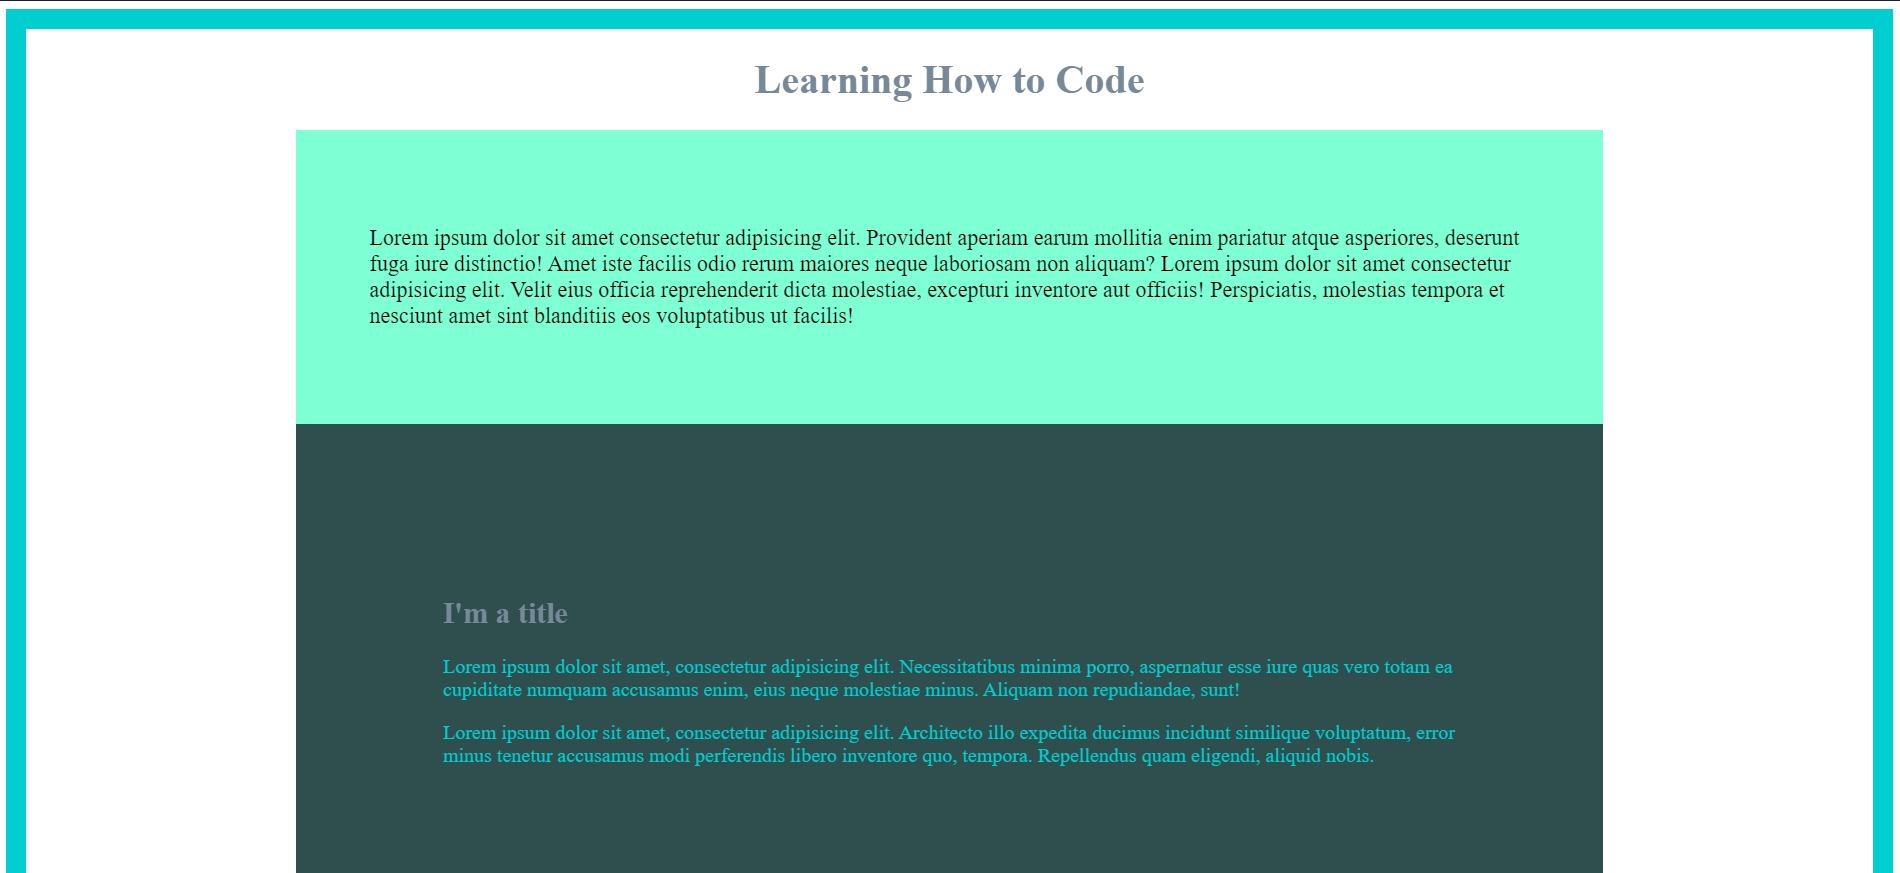 Learning How to Code
Lorem ipsum dolor sit amet consectetur adipisicing elit. Provident aperiam earum mollitia enim pariatur atque asperiores, deserunt
fuga iure distinctio! Amet iste facilis odio rerum maiores neque laboriosam non aliquam? Lorem ipsum dolor sit amet consectetur
adipisicing elit. Velit eius officia reprehenderit dicta molestiae, excepturi inventore aut officiis! Perspiciatis, molestias tempora et
nesciunt amet sint blanditiis eos voluptatibus ut facilis!
I'm a title
Lorem ipsum dolor sit amet, consectetur adipisicing elit. Necessitatibus minima porro, aspernatur esse iure quas vero totam ea
cupiditate numquam accusamus enim, eius neque molestiae minus. Aliquam non repudiandae, sunt!
Lorem ipsum dolor sit amet, consectetur adipisicing elit. Architecto illo expedita ducimus incidunt similique voluptatum, error
minus tenetur accusamus modi perferendis libero inventore quo, tempora. Repellendus quam eligendi, aliquid nobis.